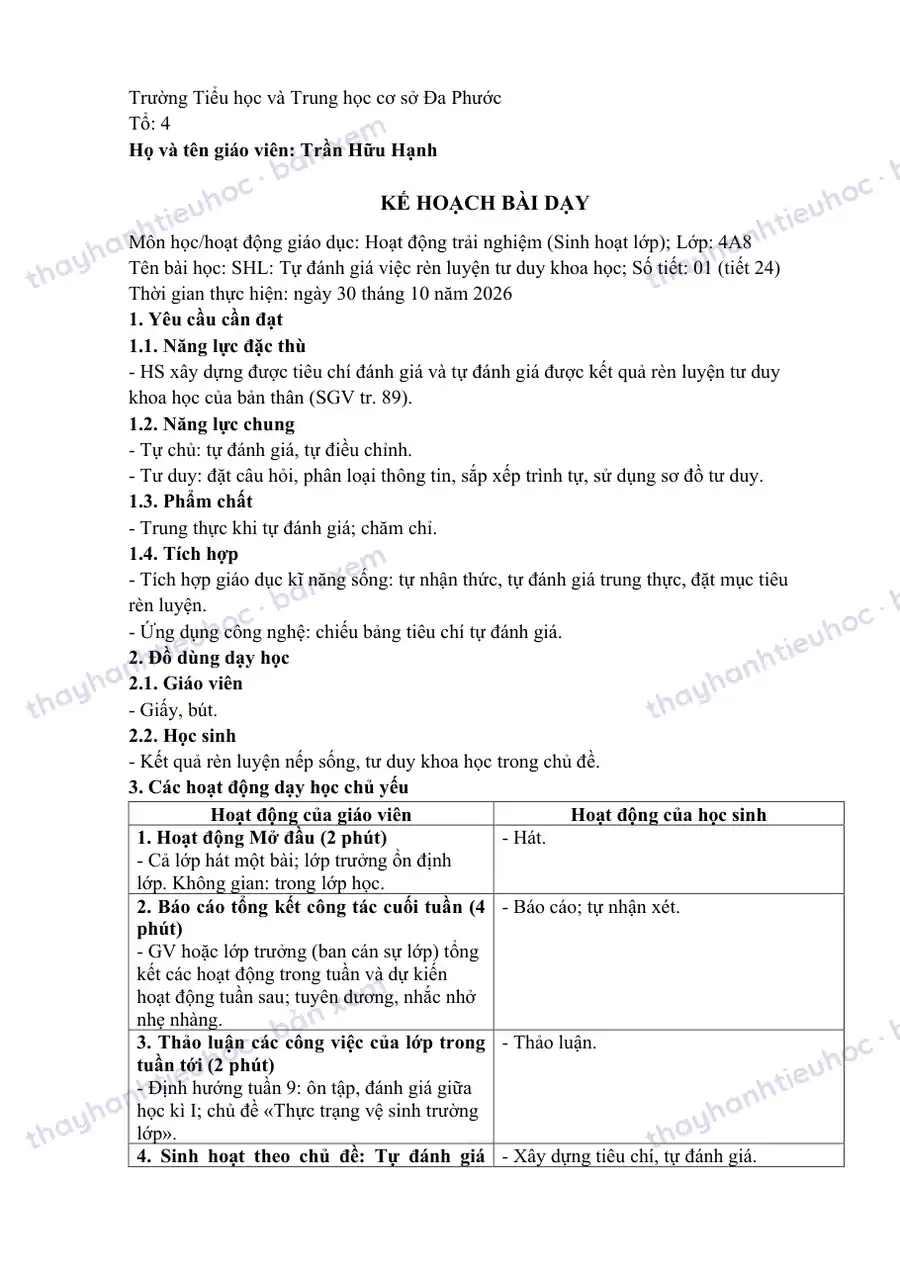 Trường Tiểu học và Trung học cơ sở Đa Phước
Tổ: 4
Họ và tên giáo viên: Trần Hữu Hạnh
KẾ HOẠCH BÀI DẠY
Môn học/hoạt động giáo dục: Hoạt động trải nghiệm (Sinh hoạt lớp); Lớp: 4A8
Tên bài học: SHL: Tự đánh giá việc rèn luyện tư duy khoa học; Số tiết: 01 (tiết 24)
Thời gian thực hiện: ngày 30 tháng 10 năm 2026
1. Yêu cầu cần đạt
1.1. Năng lực đặc thù
- HS xây dựng được tiêu chí đánh giá và tự đánh giá được kết quả rèn luyện tư duy
khoa học của bản thân (SGV tr. 89).
1.2. Năng lực chung
- Tự chủ: tự đánh giá, tự điều chỉnh.
- Tư duy: đặt câu hỏi, phân loại thông tin, sắp xếp trình tự, sử dụng sơ đồ tư duy.
1.3. Phẩm chất
- Trung thực khi tự đánh giá; chăm chỉ.
1.4. Tích hợp
- Tích hợp giáo dục kĩ năng sống: tự nhận thức, tự đánh giá trung thực, đặt mục tiêu
rèn luyện.
- Ứng dụng công nghệ: chiếu bảng tiêu chí tự đánh giá.
2. Đồ dùng dạy học
2.1. Giáo viên
- Giấy, bút.
2.2. Học sinh
- Kết quả rèn luyện nếp sống, tư duy khoa học trong chủ đề.
3. Các hoạt động dạy học chủ yếu
Hoạt động của giáo viên
Hoạt động của học sinh
1. Hoạt động Mở đầu (2 phút)
- Cả lớp hát một bài; lớp trưởng ổn định
lớp. Không gian: trong lớp học.
- Hát.
2. Báo cáo tổng kết công tác cuối tuần (4
phút)
- GV hoặc lớp trưởng (ban cán sự lớp) tổng
kết các hoạt động trong tuần và dự kiến
hoạt động tuần sau; tuyên dương, nhắc nhở
nhẹ nhàng.
- Báo cáo; tự nhận xét.
3. Thảo luận các công việc của lớp trong
tuần tới (2 phút)
- Định hướng tuần 9: ôn tập, đánh giá giữa
học kì I; chủ đề «Thực trạng vệ sinh trường
lớp».
- Thảo luận.
4. Sinh hoạt theo chủ đề: Tự đánh giá
- Xây dựng tiêu chí, tự đánh giá.
thayhanhtieuhoc · bản xem
thayhanhtieuhoc · b
thayhanhtieuhoc · bản xem
thayhanhtieuhoc · b
thayhanhtieuhoc · bản xem
thayhanhtieuhoc · b